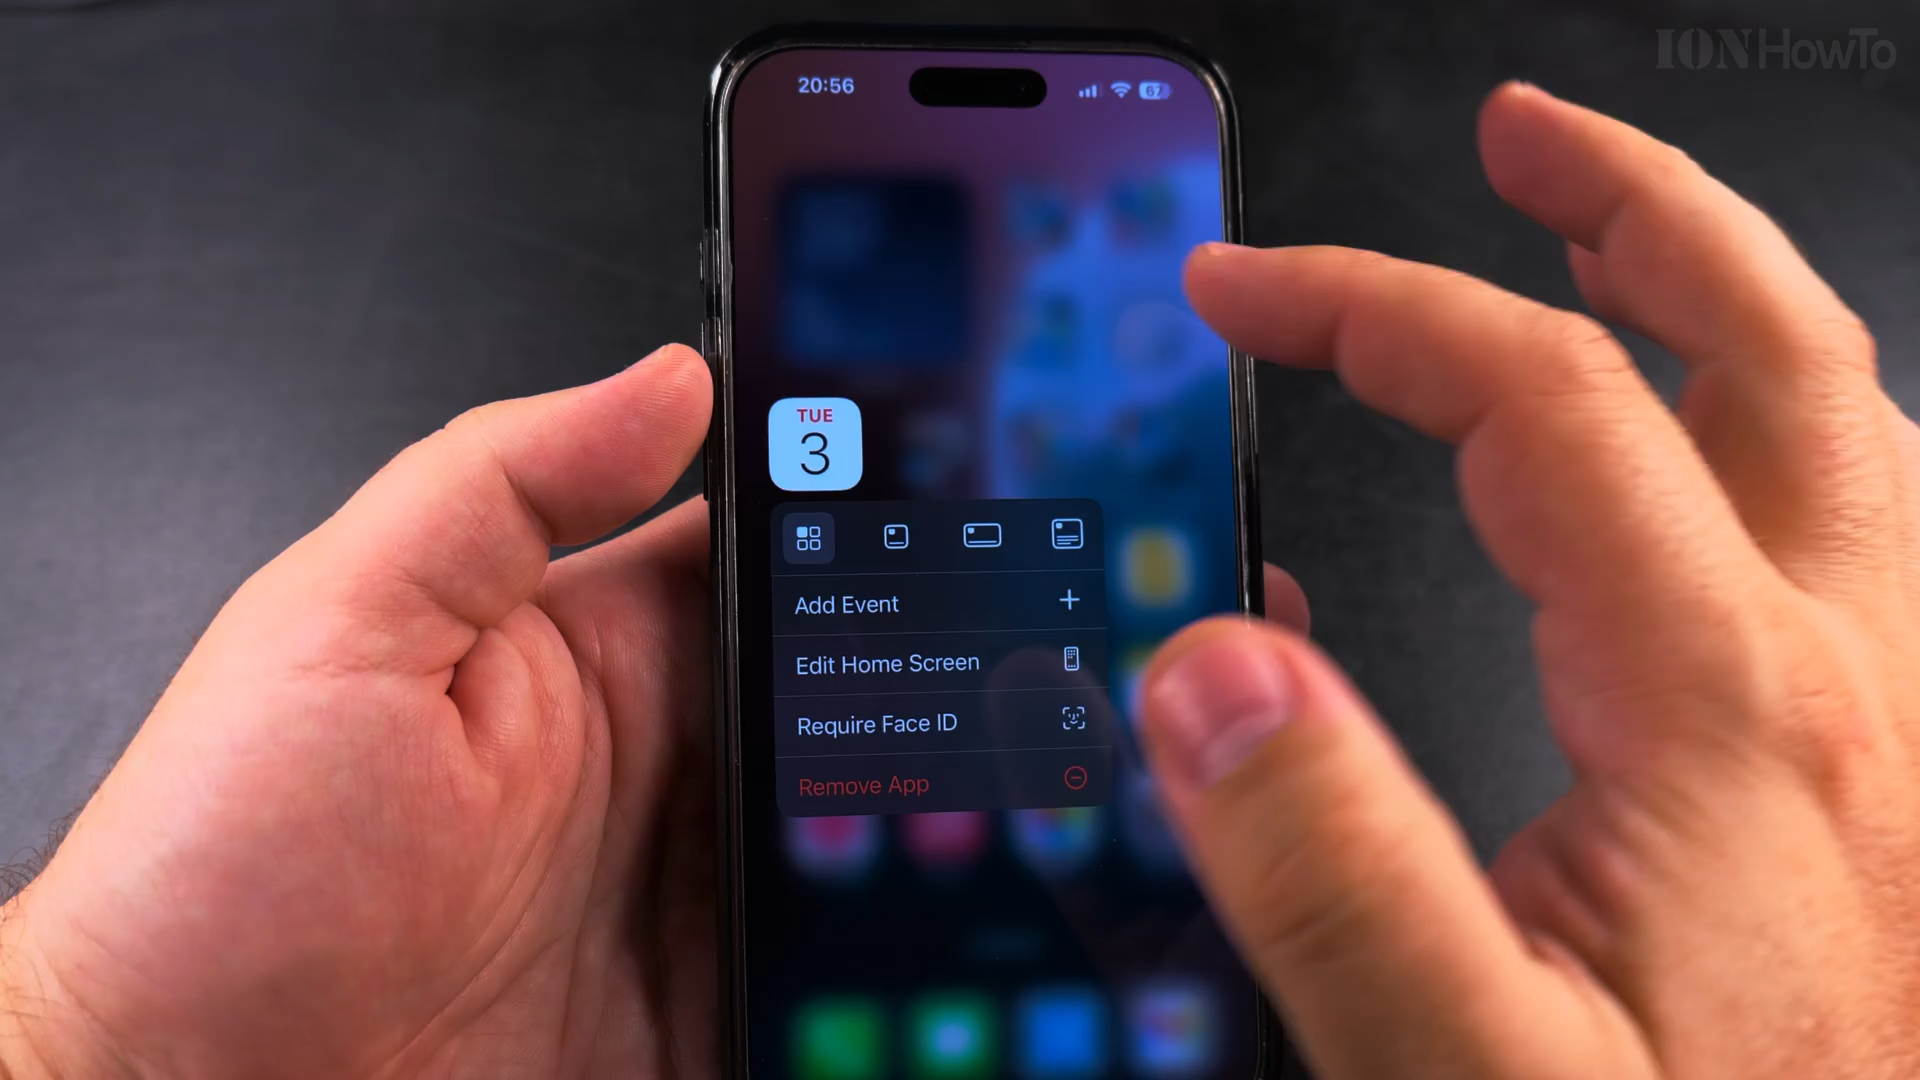 IONHowTo
20:56
67
TUE
3
Add Event
Edit Home Screen
Require Face ID
Remove App